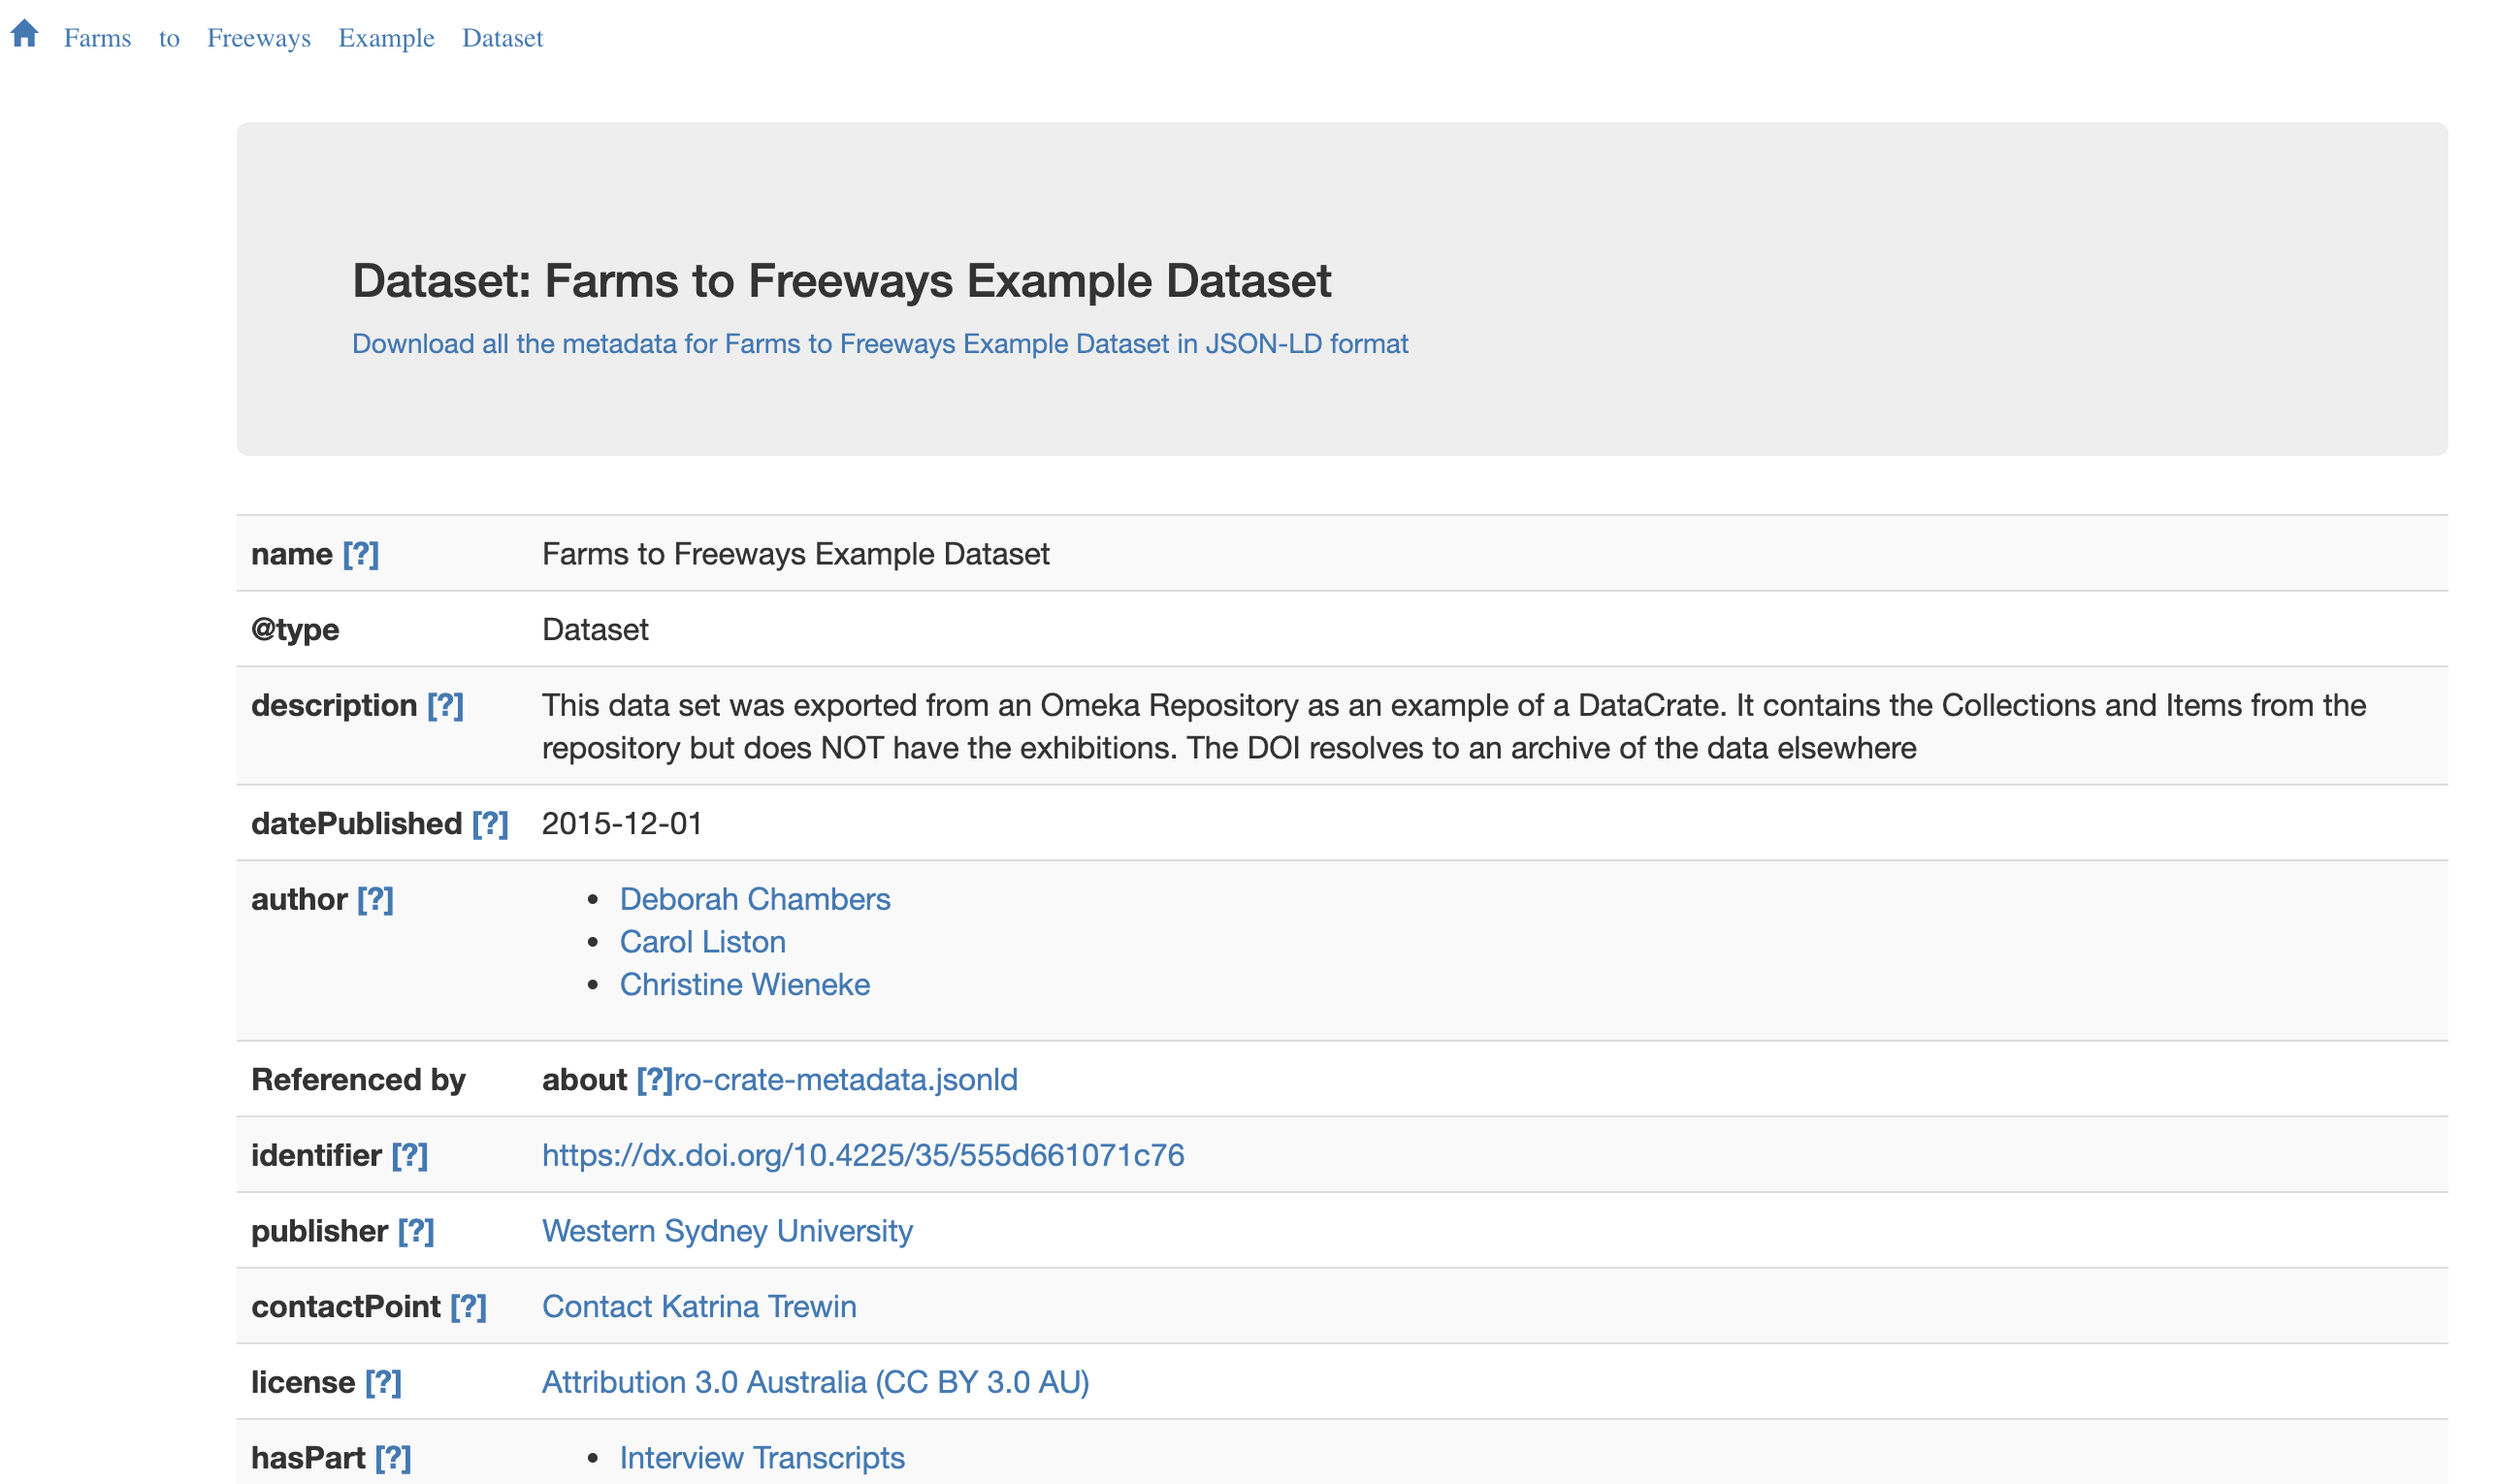 Farms to Freeways Example Dataset
Dataset: Farms to Freeways Example Dataset
Download all the metadata for Farms to Freeways Example Dataset in JSON-LD format
name [?] Farms to Freeways Example Dataset
@type Dataset
description [?] This data set was exported from an Omeka Repository as an example of a DataCrate. It contains the Collections and Items from the
repository but does NOT have the exhibitions. The DOI resolves to an archive of the data elsewhere
datePublished [?] 2015-12-01
author [?] • Deborah Chambers
• Carol Liston
• Christine Wieneke
Referenced by about [?]ro-crate-metadata.jsonld
identifier [?] https://dx.doi.org/10.4225/35/555d661071c76
publisher [?] Western Sydney University
contactPoint [?] Contact Katrina Trewin
license [?] Attribution 3.0 Australia (CC BY 3.0 AU)
hasPart [?] • Interview Transcripts